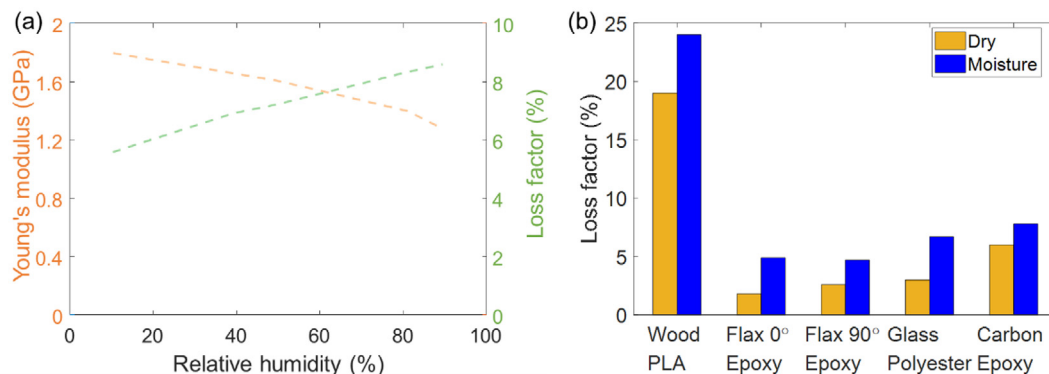 (a)
Young's modulus (GPa)
2
1.6
1.2
0.8
0.4
0
0 20 40 60 80 100
Relative humidity (%)
10
8
6
4
2
0
Loss factor (%)
(b)
Loss factor (%)
25
20
15
10
5
0
Dry
Moisture
Wood Flax 0° Flax 90° Glass Carbon
PLA Epoxy Epoxy Polyester Epoxy